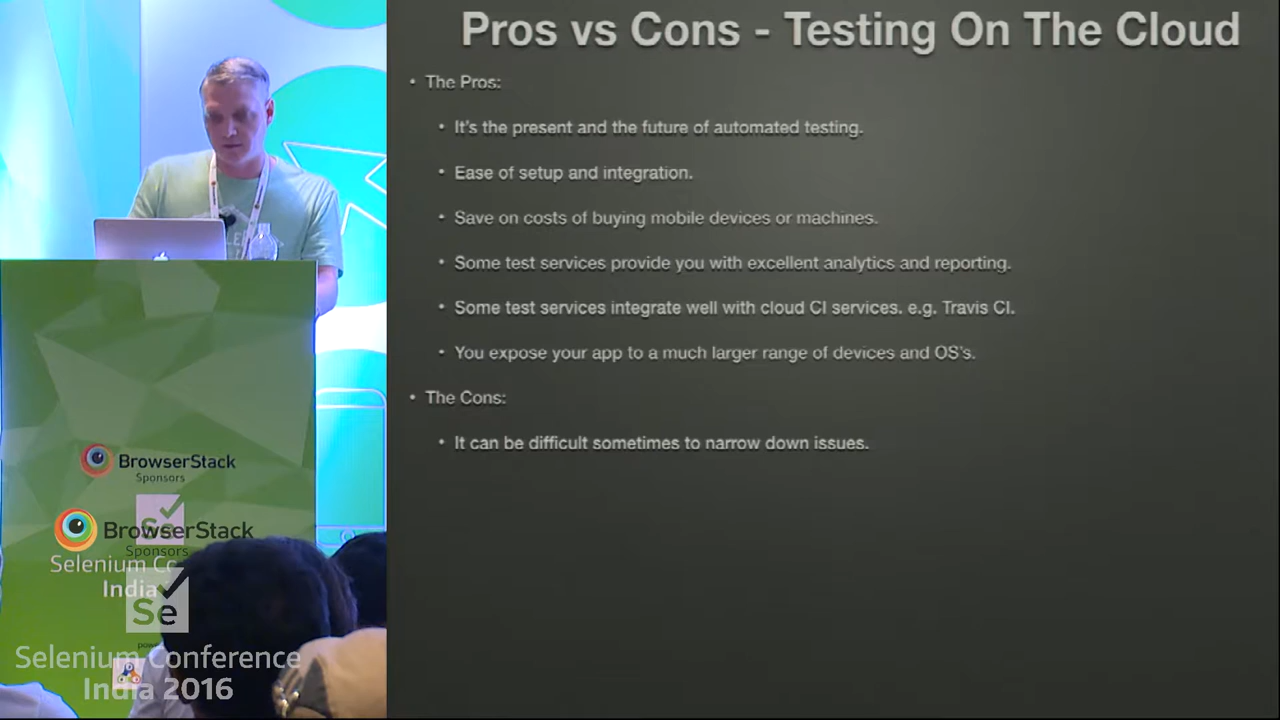 Pros vs Cons - Testing On The Cloud
• The Pros:
• It's the present and the future of automated testing.
• Ease of setup and integration.
• Save on costs of buying mobile devices or machines.
• Some test services provide you with excellent analytics and reporting.
• Some test services integrate well with cloud CI services. e.g. Travis CI.
• You expose your app to a much larger range of devices and OS's.
• The Cons:
• It can be difficult sometimes to narrow down issues.
BrowserStack
Sponsors
Se
BrowserStack
Sponsors
Selenium
India
Se
Selenium Conference
India 2016